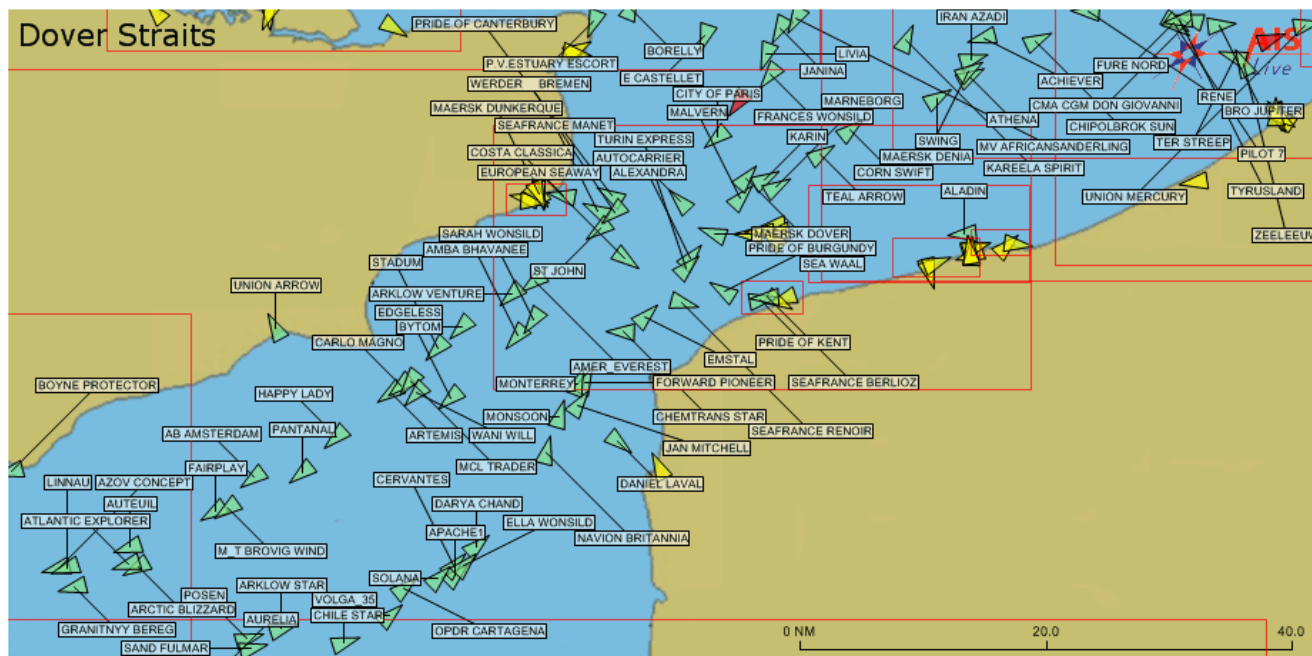 Dover Straits
PRIDE OF CANTERBURY
IRAN AZADI
AIS
Live
BORELLY
LIVIA
P.V.ESTUARY ESCORT
FURE NORD
JANINA
E CASTELLET
ACHIEVER
WERDER BREMEN
CITY OF PARIS
RENE
MARNEBORG
CMA CGM DON GIOVANNI
MAERSK DUNKERQUE
MALVERN
BRO JUPITER
FRANCES WONSILD
ATHENA
SEAFRANCE MANET
CHIPOLBROK SUN
TURIN EXPRESS
KARIN
SWING
TER STREEP
MV AFRICANSANDERLING
COSTA CLASSICA
AUTOCARRIER
MAERSK DENIA
PILOT 7
KAREELA SPIRIT
EUROPEAN SEAWAY
ALEXANDRA
CORN SWIFT
ALADIN
TYRUSLAND
TEAL ARROW
UNION MERCURY
SARAH WONSILD
MAERSK DOVER
ZEELEEUW
AMBA BHAVANEE
PRIDE OF BURGUNDY
STADUM
SEA WAAL
ST JOHN
UNION ARROW
ARKLOW VENTURE
EDGELESS
BYTOM
CARLO MAGNO
PRIDE OF KENT
EMSTAL
AMER_EVEREST
BOYNE PROTECTOR
MONTERREY
FORWARD PIONEER
SEAFRANCE BERLIOZ
HAPPY LADY
MONSOON
CHEMTRANS STAR
PANTANAL
SEAFRANCE RENOIR
AB AMSTERDAM
ARTEMIS
WANI WILL
JAN MITCHELL
FAIRPLAY
MCL TRADER
CERVANTES
LINNAU
AZOV CONCEPT
DANIEL LAVAL
AUTEUIL
DARYA CHAND
ATLANTIC EXPLORER
ELLA WONSILD
APACHE1
NAVION BRITANNIA
M_T BROVIG WIND
SOLANA
ARKLOW STAR
POSEN
VOLGA_35
ARCTIC BLIZZARD
CHILE STAR
AURELIA
GRANITNYY BEREG
OPDR CARTAGENA
SAND FULMAR
0 NM 20.0 40.0